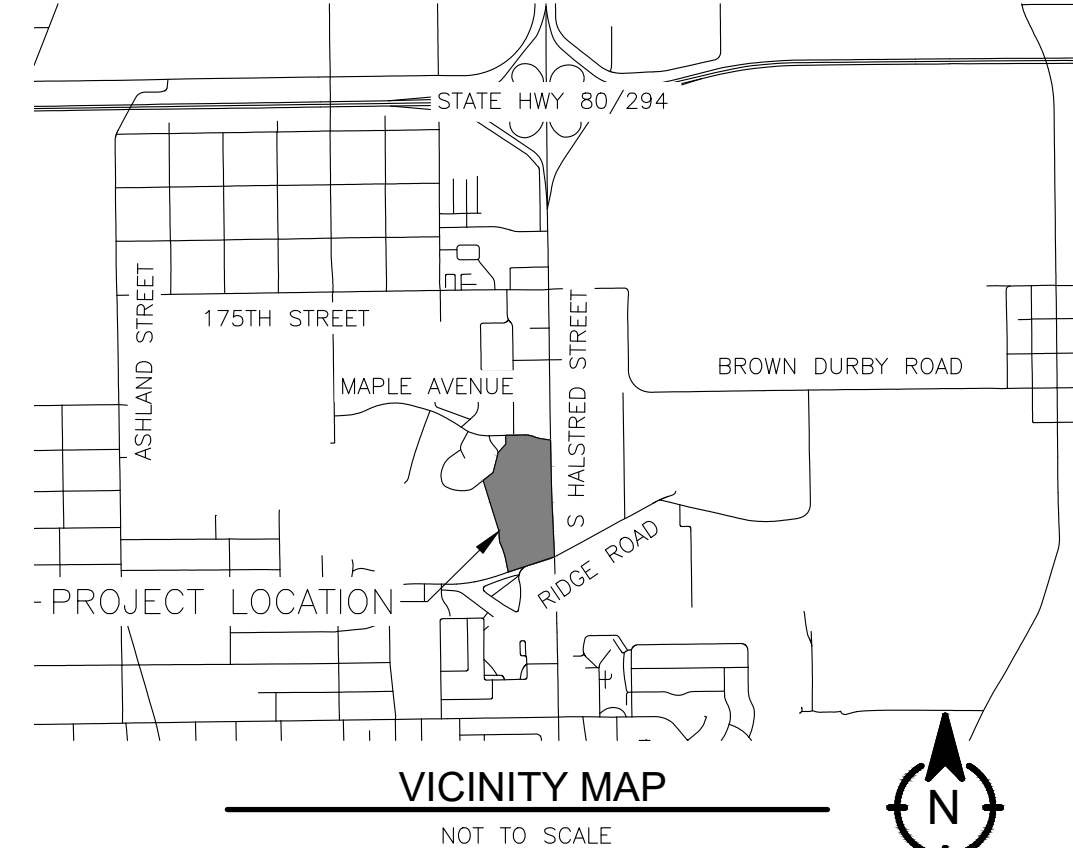 STATE HWY 80/294
ASHLAND STREET
175TH STREET
S HALSTRED STREET
BROWN DURBY ROAD
MAPLE AVENUE
RIDGE ROAD
PROJECT LOCATION
VICINITY MAP
N
NOT TO SCALE